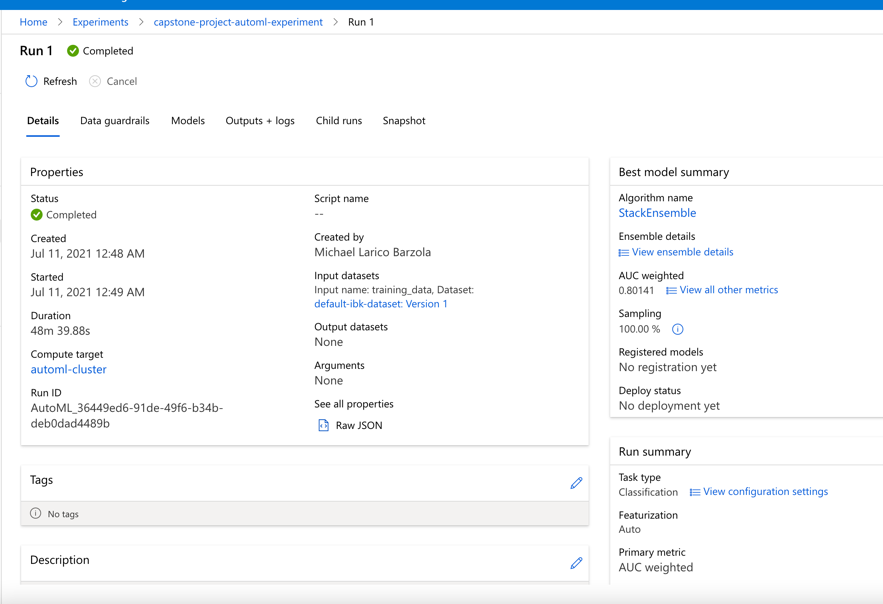 Home > Experiments > capstone-project-automl-experiment > Run 1
Run 1 Completed
Refresh Cancel
Details Data guardrails Models Outputs + logs Child runs Snapshot
Properties
Status
Completed
Created
Jul 11, 2021 12:48 AM
Started
Jul 11, 2021 12:49 AM
Duration
48m 39.88s
Compute target
automl-cluster
Run ID
AutoML_36449ed6-91de-49f6-b34b-
deb0dad4489b
Script name
--
Created by
Michael Larico Barzola
Input datasets
Input name: training_data, Dataset:
default-ibk-dataset: Version 1
Output datasets
None
Arguments
None
See all properties
Raw JSON
Tags
No tags
Description
Best model summary
Algorithm name
StackEnsemble
Ensemble details
View ensemble details
AUC weighted
0.80141 View all other metrics
Sampling
100.00 %
Registered models
No registration yet
Deploy status
No deployment yet
Run summary
Task type
Classification View configuration settings
Featurization
Auto
Primary metric
AUC weighted